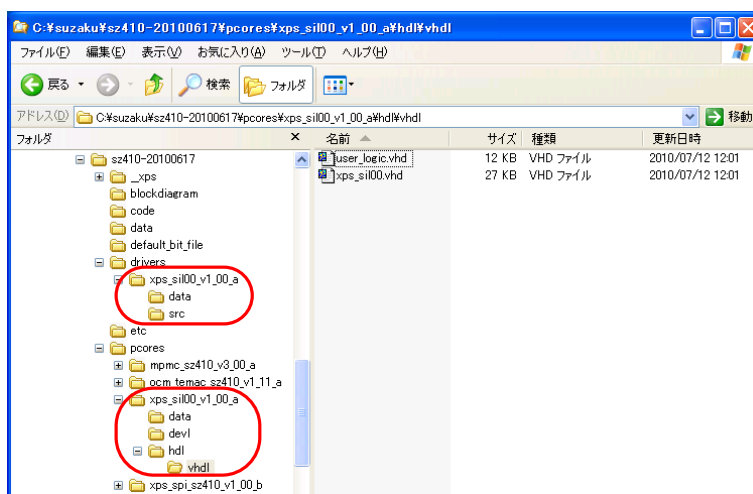 C:¥suzaku¥sz410-20100617¥pcores¥xps_sil00_v1_00_a¥hdl¥vhdl
ファイル(F) 編集(E) 表示(V) お気に入り(A) ツール(T) ヘルプ(H)
戻る 検索 フォルダ
アドレス(D) C:¥suzaku¥sz410-20100617¥pcores¥xps_sil00_v1_00_a¥hdl¥vhdl 移動
フォルダ × 名前 サイズ 種類 更新日時
sz410-20100617
_xps
blockdiagram
code
data
default_bit_file
drivers
xps_sil00_v1_00_a
data
src
etc
pcores
mpmc_sz410_v3_00_a
ocm_temac_sz410_v1_11_a
xps_sil00_v1_00_a
data
devl
hdl
vhdl
xps_spi_sz410_v1_00_b
user_logic.vhd 12 KB VHD ファイル 2010/07/12 12:01
xps_sil00.vhd 27 KB VHD ファイル 2010/07/12 12:01